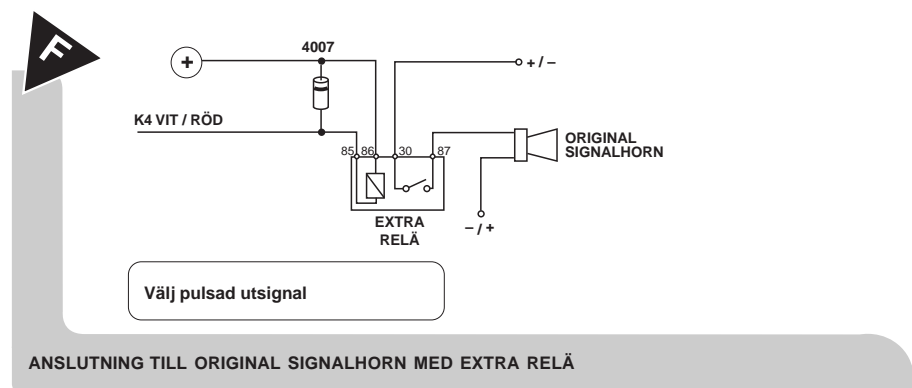 F
4007
+
+ / –
K4 VIT / RÖD
85 86 30 87
ORIGINAL
SIGNALHORN
– / +
EXTRA
RELÄ
Välj pulsad utsignal
ANSLUTNING TILL ORIGINAL SIGNALHORN MED EXTRA RELÄ